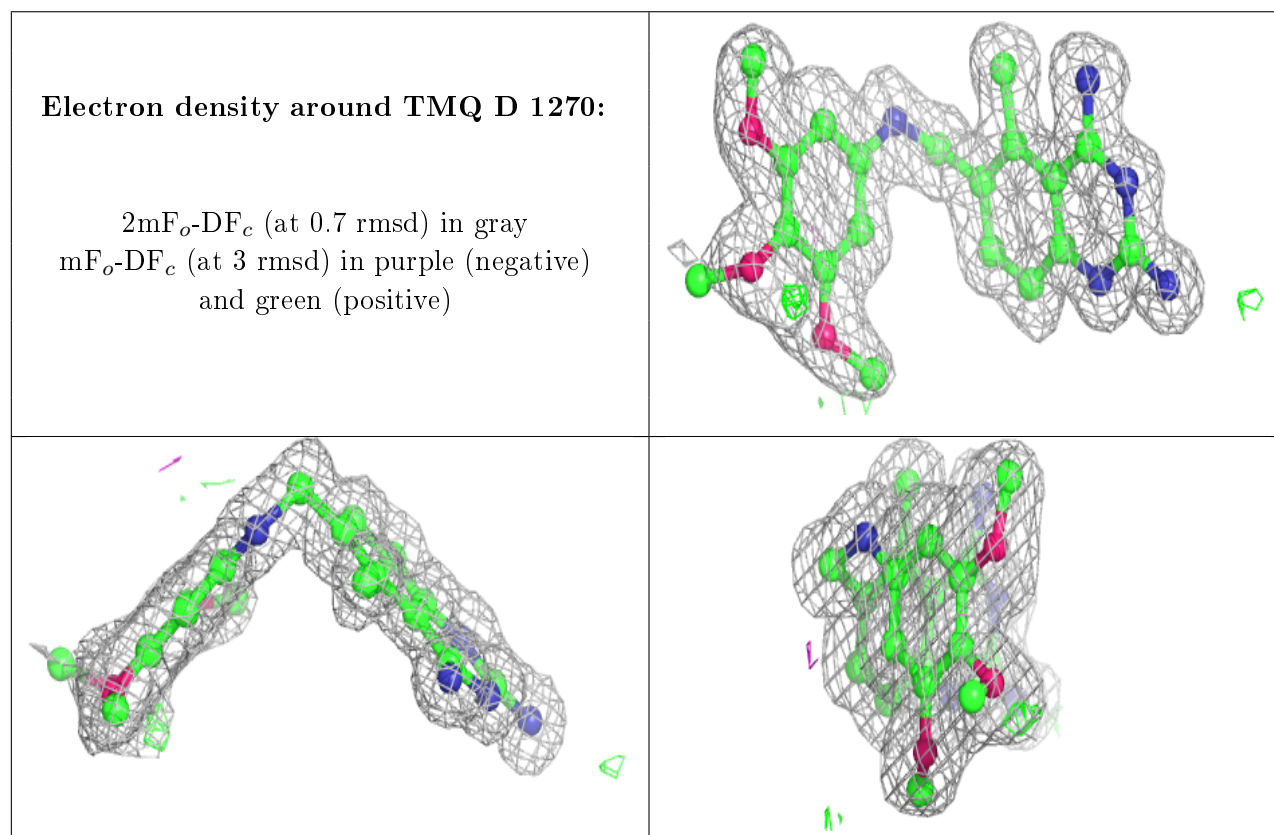 Electron density around TMQ D 1270:
2mFo-DFc (at 0.7 rmsd) in gray
mFo-DFc (at 3 rmsd) in purple (negative)
and green (positive)